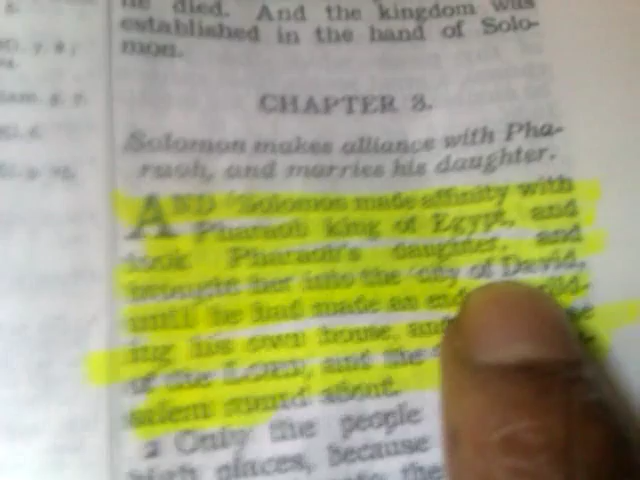 he died. And the kingdom was
established in the hand of Solo-
mon.
CHAPTER 3.
Solomon makes alliance with Pha-
raoh, and marries his daughter.
AND Solomon made affinity with
Pharaoh king of Egypt, and
took Pharaoh's daughter, and
brought her into the city of David,
until he had made an end
ing his own house, and
of the LORD, and the
salem round about.
2 Only the people
high places, because
the